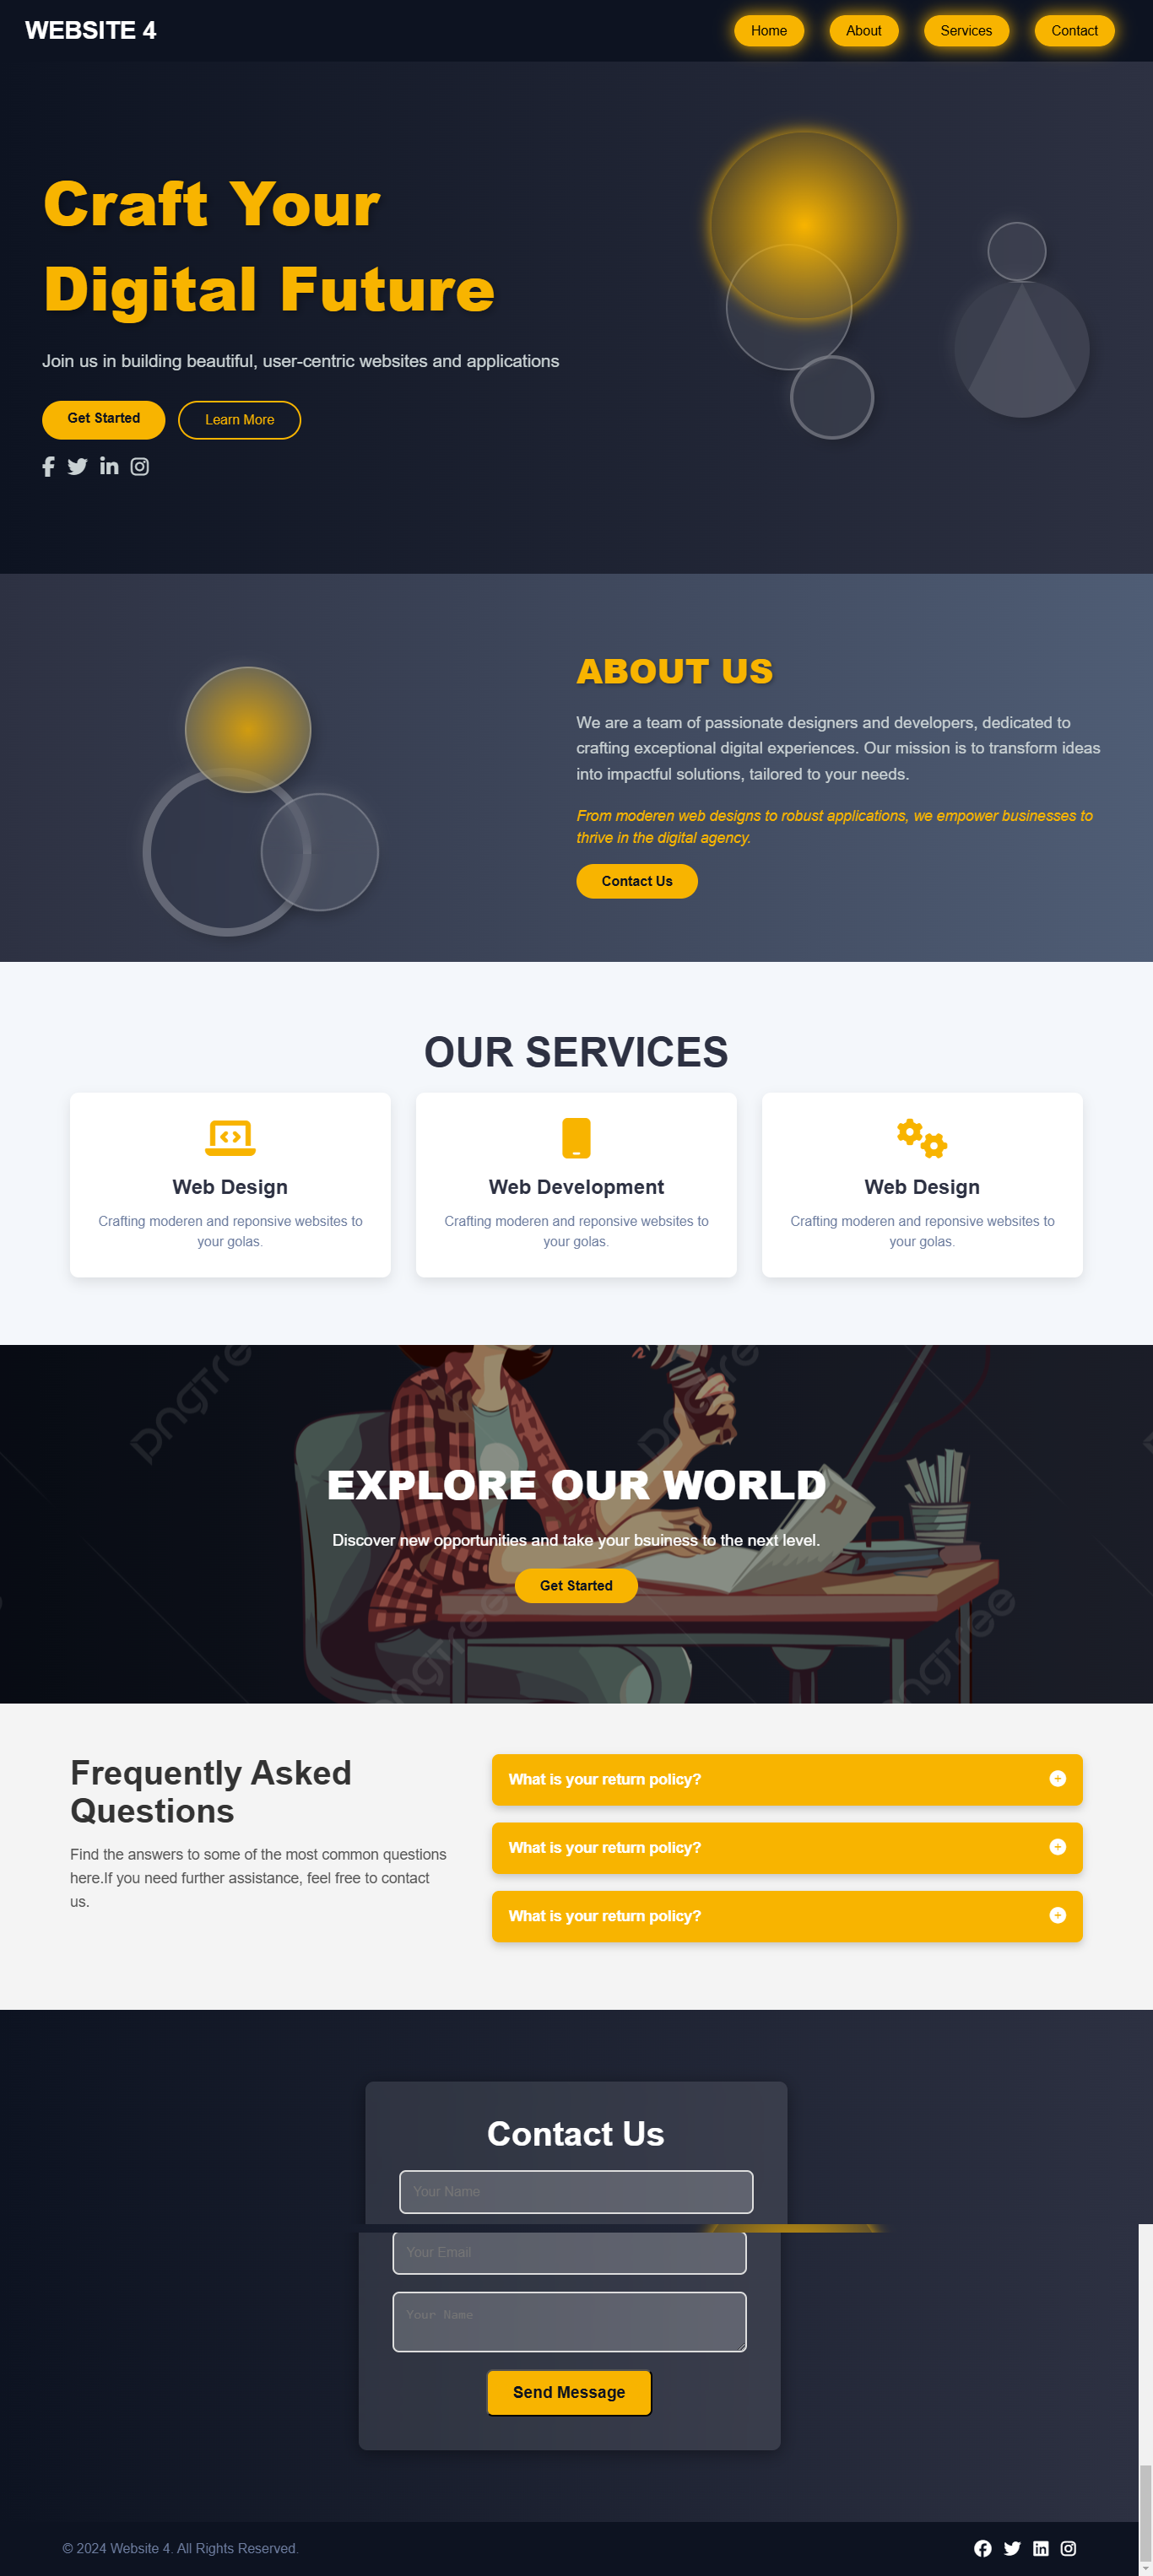 WEBSITE 4
Home
About
Services
Contact
Craft Your
Digital Future
Join us in building beautiful, user-centric websites and applications
Get Started
Learn More
ABOUT US
We are a team of passionate designers and developers, dedicated to
crafting exceptional digital experiences. Our mission is to transform ideas
into impactful solutions, tailored to your needs.
From moderen web designs to robust applications, we empower businesses to
thrive in the digital agency.
Contact Us
OUR SERVICES
Web Design
Crafting moderen and reponsive websites to
your golas.
Web Development
Crafting moderen and reponsive websites to
your golas.
Web Design
Crafting moderen and reponsive websites to
your golas.
pngtree
pngtree
EXPLORE OUR WORLD
Discover new opportunities and take your bsuiness to the next level.
Get Started
pngtree
pngtree
Frequently Asked
Questions
Find the answers to some of the most common questions
here.If you need further assistance, feel free to contact
us.
What is your return policy?
What is your return policy?
What is your return policy?
Contact Us
Your Name
Your Email
Your Name
Send Message
© 2024 Website 4. All Rights Reserved.